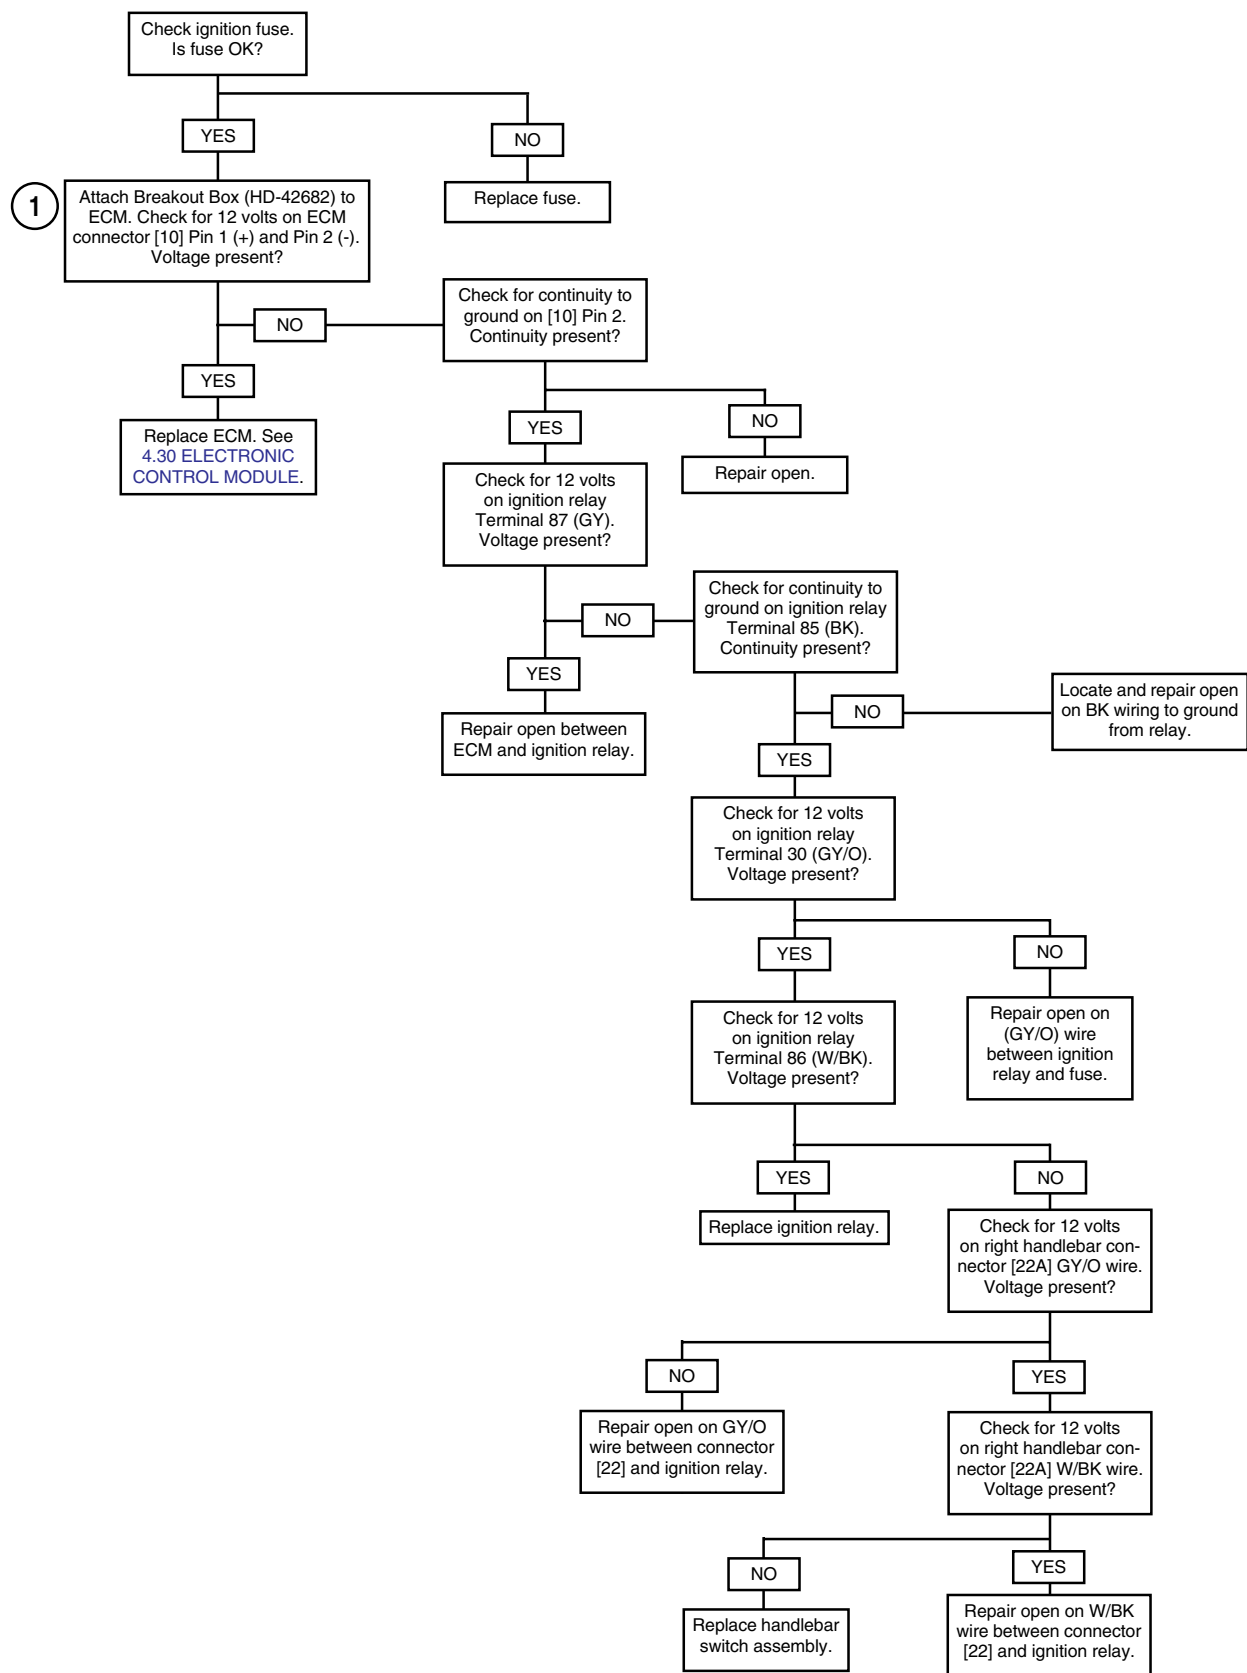 Check ignition fuse.
Is fuse OK?
YES
NO
1
Attach Breakout Box (HD-42682) to
ECM. Check for 12 volts on ECM
connector [10] Pin 1 (+) and Pin 2 (-).
Voltage present?
Replace fuse.
NO
Check for continuity to
ground on [10] Pin 2.
Continuity present?
YES
Replace ECM. See
4.30 ELECTRONIC
CONTROL MODULE.
YES
NO
Repair open.
Check for 12 volts
on ignition relay
Terminal 87 (GY).
Voltage present?
NO
Check for continuity to
ground on ignition relay
Terminal 85 (BK).
Continuity present?
YES
Repair open between
ECM and ignition relay.
NO
Locate and repair open
on BK wiring to ground
from relay.
YES
Check for 12 volts
on ignition relay
Terminal 30 (GY/O).
Voltage present?
YES
NO
Check for 12 volts
on ignition relay
Terminal 86 (W/BK).
Voltage present?
Repair open on
(GY/O) wire
between ignition
relay and fuse.
YES
NO
Replace ignition relay.
Check for 12 volts
on right handlebar con-
nector [22A] GY/O wire.
Voltage present?
NO
YES
Repair open on GY/O
wire between connector
[22] and ignition relay.
Check for 12 volts
on right handlebar con-
nector [22A] W/BK wire.
Voltage present?
NO
YES
Replace handlebar
switch assembly.
Repair open on W/BK
wire between connector
[22] and ignition relay.